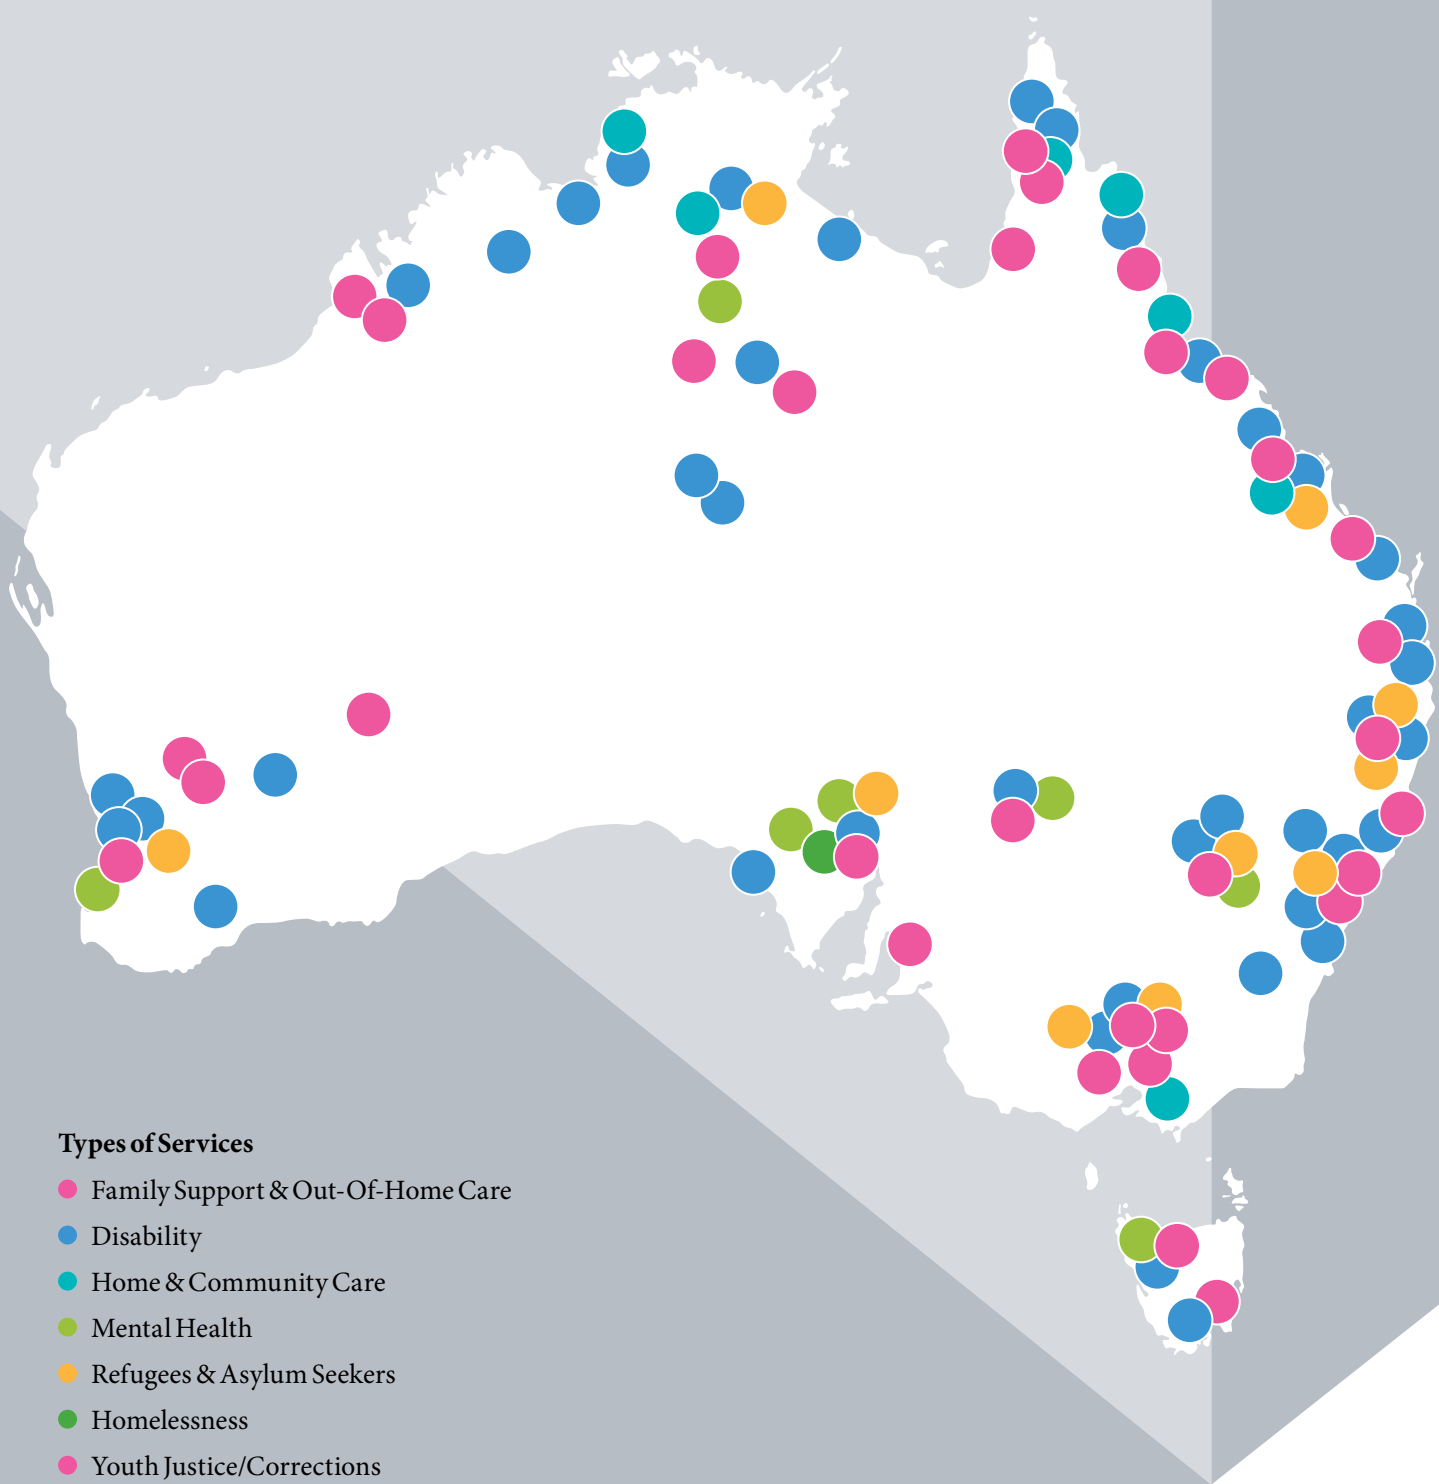 Types of Services
Family Support & Out-Of-Home Care
Disability
Home & Community Care
Mental Health
Refugees & Asylum Seekers
Homelessness
Youth Justice/Corrections